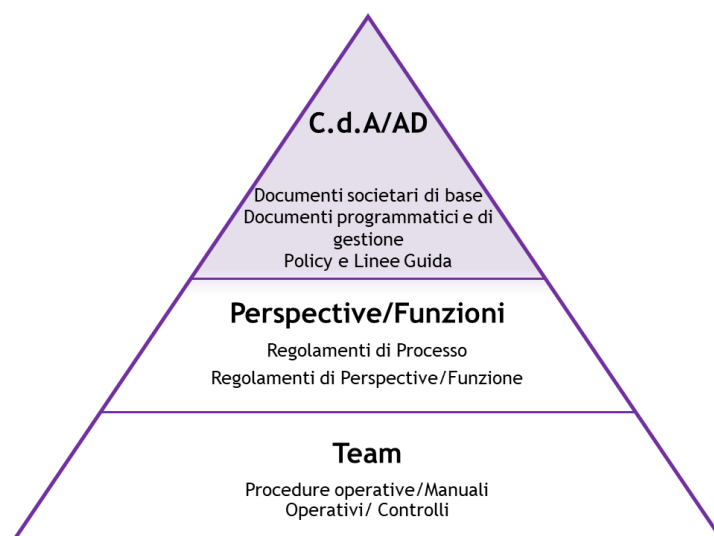 C.d.A/AD
Documenti societari di base
Documenti programmatici e di
gestione
Policy e Linee Guida
Perspective/Funzioni
Regolamenti di Processo
Regolamenti di Perspective/Funzione
Team
Procedure operative/Manuali
Operativi/ Controlli